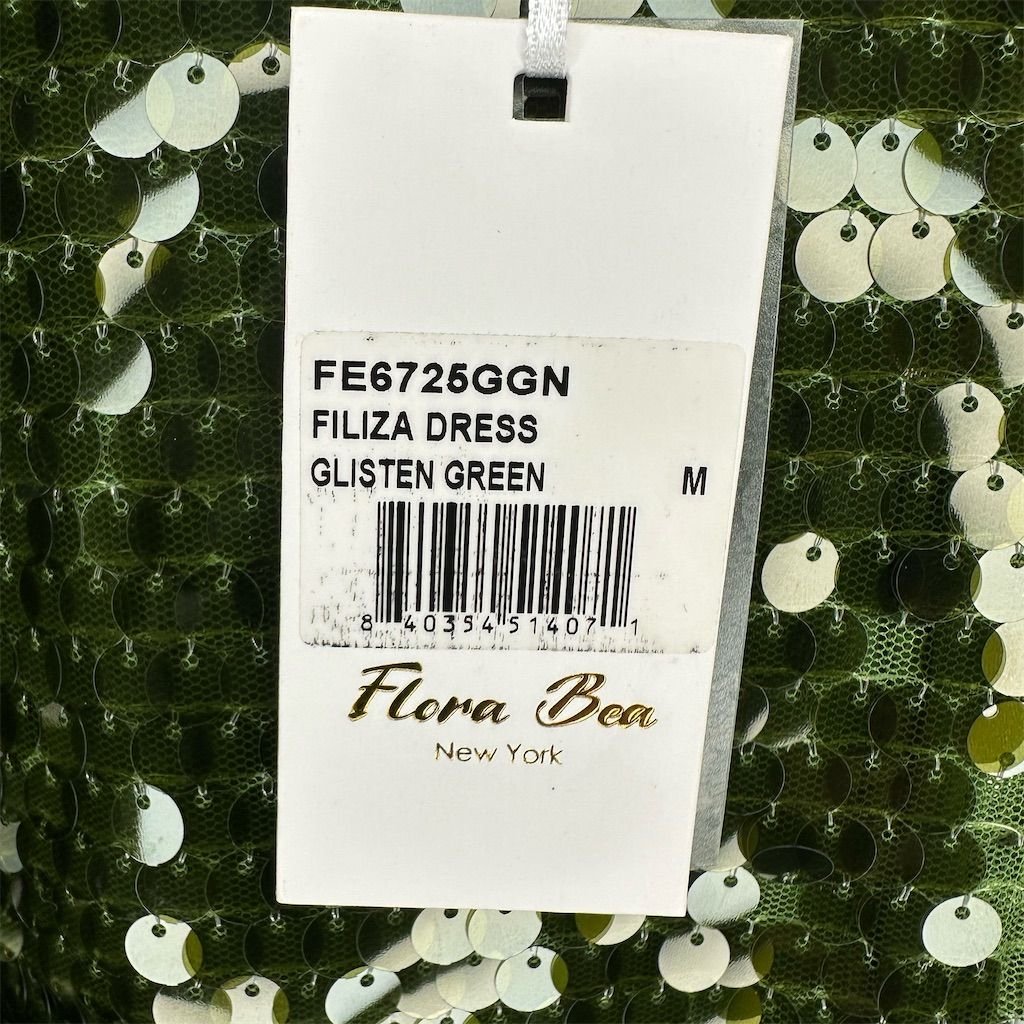 FE6725GGN
FILIZA DRESS
GLISTEN GREEN M
8 40354 51407 1
Flora Bea
New York